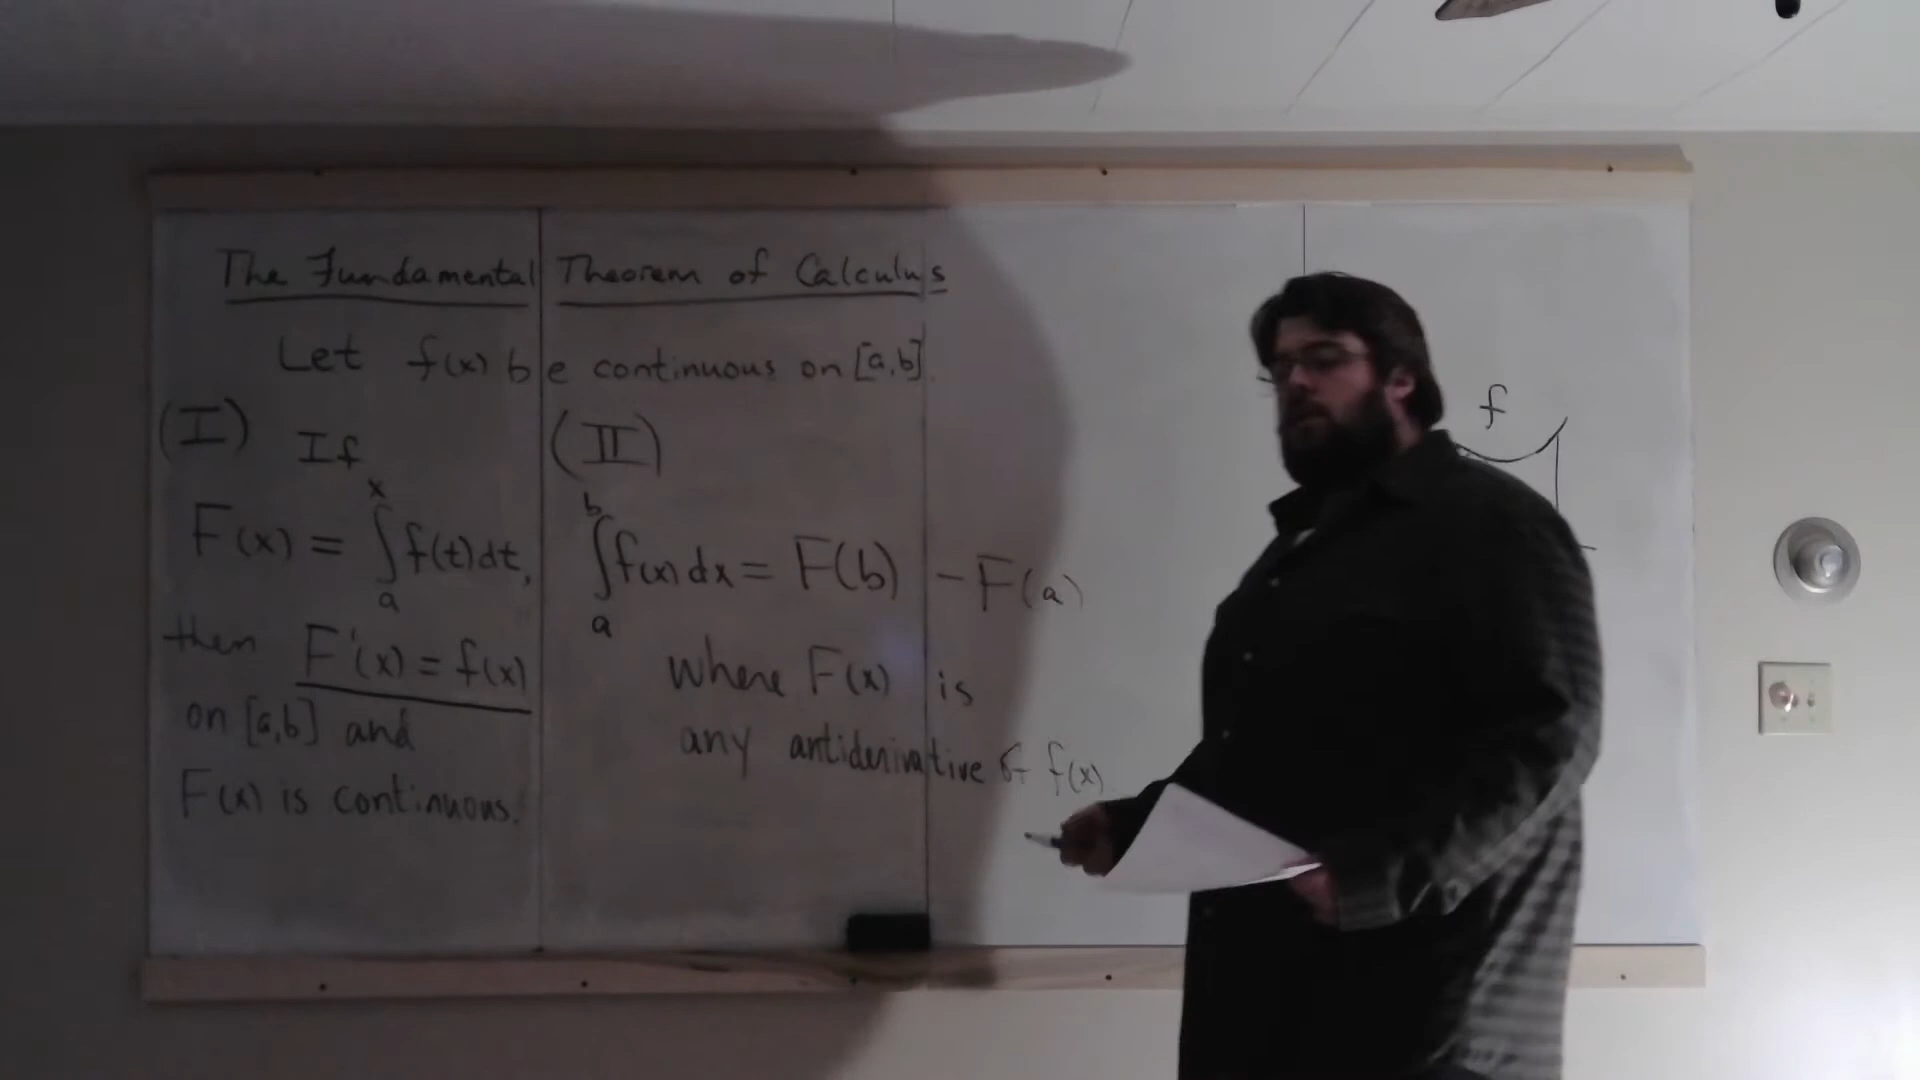 The Fundamental Theorem of Calculus
Let f(x) be continuous on [a,b].
(I) If
F(x) = ∫ₐˣ f(t)dt,
then F'(x) = f(x)
on [a,b] and
F(x) is continuous.
(II)
∫ₐᵇ f(x) dx = F(b) - F(a)
where F(x) is
any antiderivative of f(x).
f